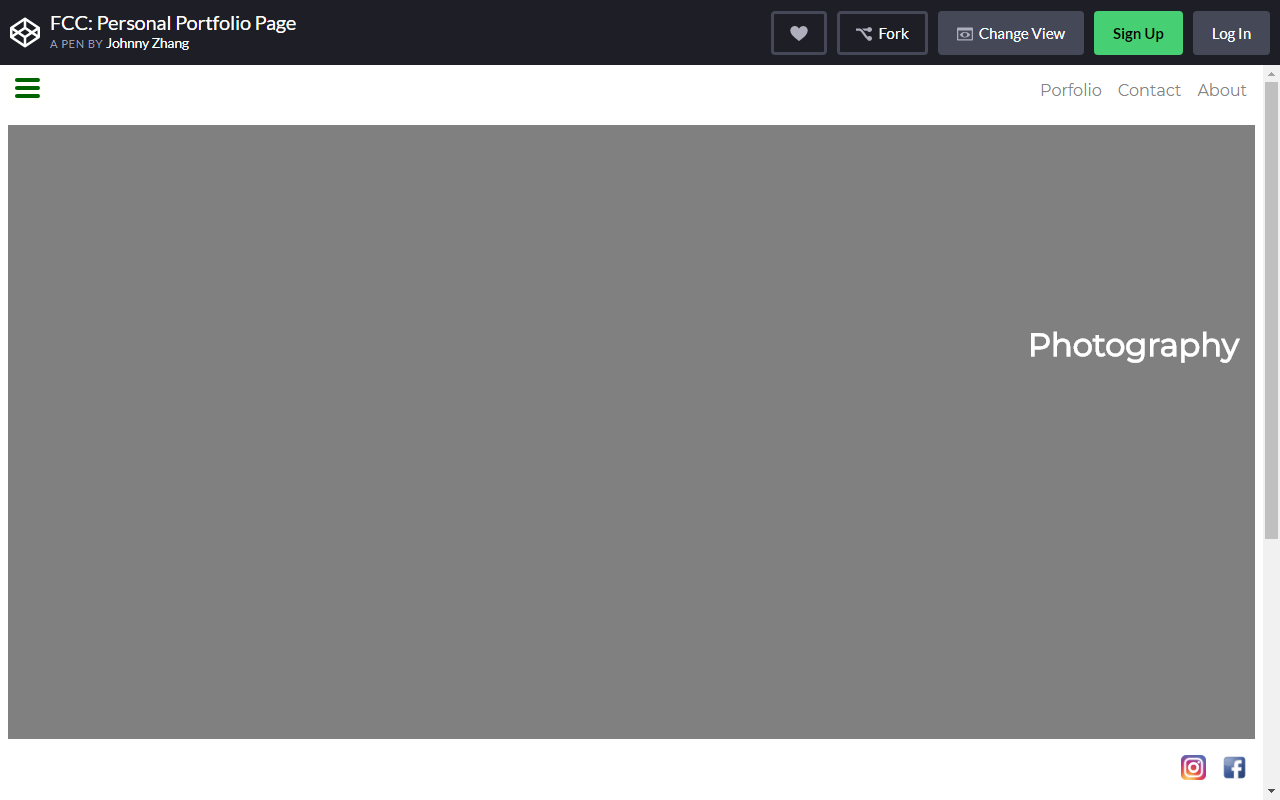 FCC: Personal Portfolio Page
A PEN BY Johnny Zhang
Fork
Change View
Sign Up
Log In
Porfolio
Contact
About
Photography